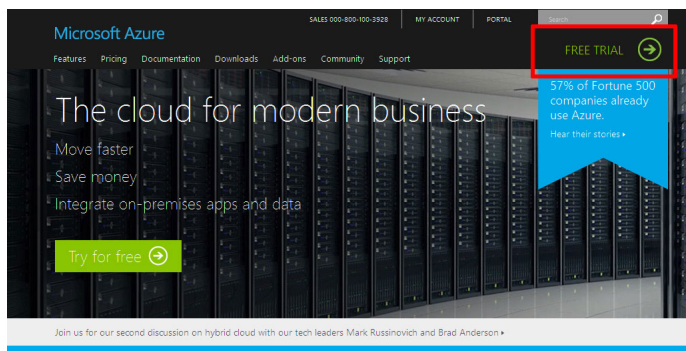 SALES 000-800-100-3928 MY ACCOUNT PORTAL Search
Microsoft Azure
FREE TRIAL
Features Pricing Documentation Downloads Add-ons Community Support
57% of Fortune 500
companies already
use Azure.
Hear their stories
The cloud for modern business
Move faster
Save money
Integrate on-premises apps and data
Try for free
Join us for our second discussion on hybrid cloud with our tech leaders Mark Russinovich and Brad Anderson